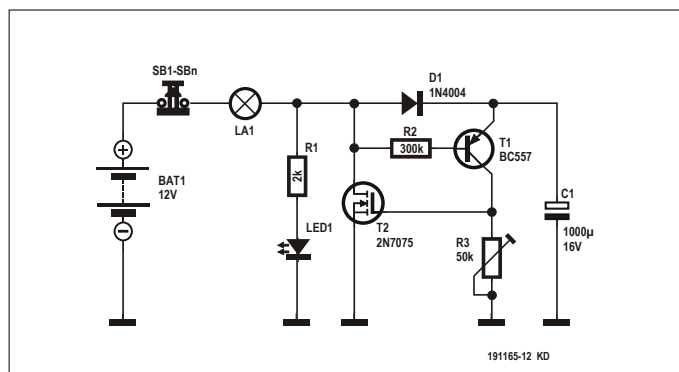 SB1-SBn
LA1
BAT1
12V
R1
2k
LED1
D1
1N4004
R2
300k
T1
BC557
T2
2N7075
R3
50k
C1
1000µ
16V
191165-12 KD